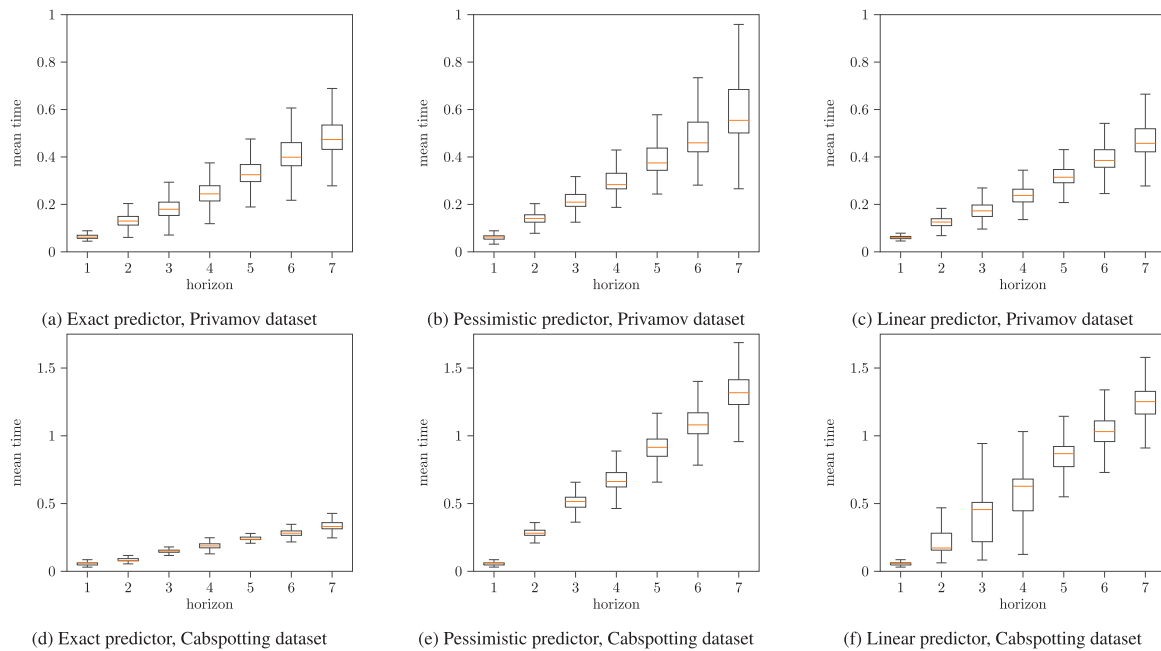 1
0.8
0.6
0.4
0.2
0
mean time
1 2 3 4 5 6 7
horizon
(a) Exact predictor, Privamov dataset
1
0.8
0.6
0.4
0.2
0
mean time
1 2 3 4 5 6 7
horizon
(b) Pessimistic predictor, Privamov dataset
1
0.8
0.6
0.4
0.2
0
mean time
1 2 3 4 5 6 7
horizon
(c) Linear predictor, Privamov dataset
1.5
1
0.5
0
mean time
1 2 3 4 5 6 7
horizon
(d) Exact predictor, Cabspotting dataset
1.5
1
0.5
0
mean time
1 2 3 4 5 6 7
horizon
(e) Pessimistic predictor, Cabspotting dataset
1.5
1
0.5
0
mean time
1 2 3 4 5 6 7
horizon
(f) Linear predictor, Cabspotting dataset